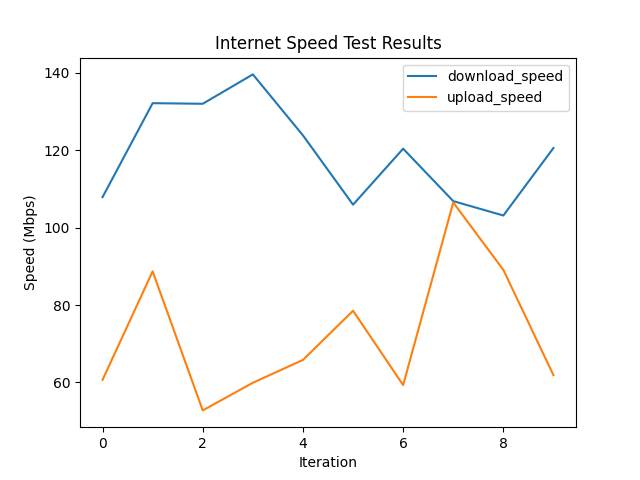 Internet Speed Test Results
download_speed
upload_speed
140
120
100
80
60
Speed (Mbps)
0 2 4 6 8
Iteration